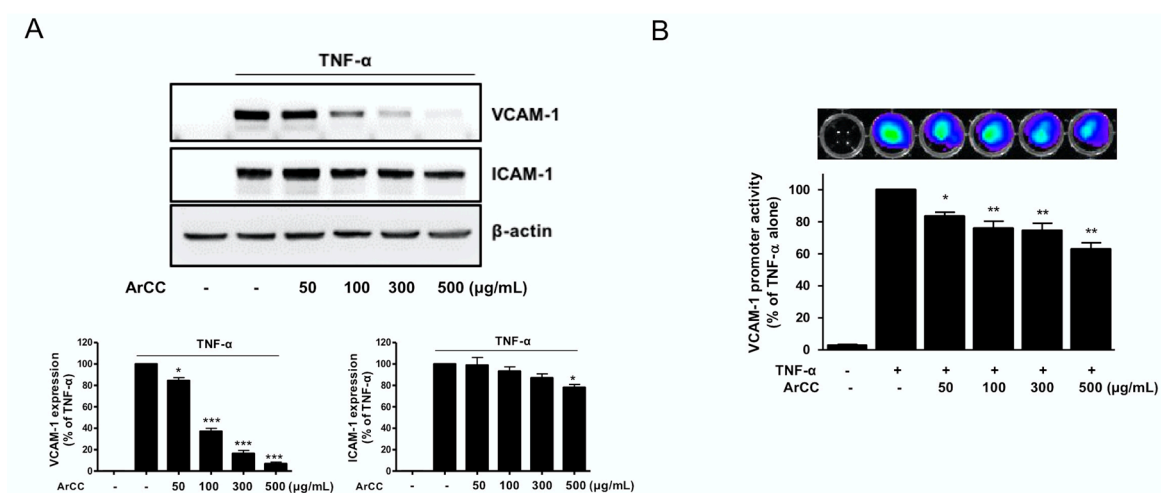 A
TNF-α
VCAM-1
ICAM-1
β-actin
ArCC - - 50 100 300 500 (μg/mL)
VCAM-1 expression
(% of TNF-α)
120
100
80
60
40
20
0
TNF-α
*
***
***
***
ArCC - - 50 100 300 500 (μg/mL)
ICAM-1 expression
(% of TNF-α)
120
100
80
60
40
20
0
TNF-α
*
ArCC - - 50 100 300 500 (μg/mL)
B
VCAM-1 promoter activity
(% of TNF-α alone)
100
80
60
40
20
0
*
**
**
**
TNF-α - + + + + +
ArCC - - 50 100 300 500 (μg/mL)